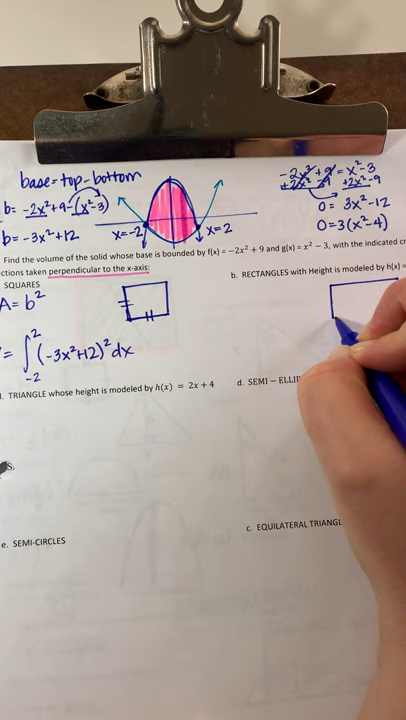 base = top - bottom
b = -2x²+9-(x²-3)
b = -3x²+12
x=-2
x=2
-2x²+9 = x²-3
+2x² -9 +2x²-9
0 = 3x²-12
0=3(x²-4)
Find the volume of the solid whose base is bounded by f(x) = −2x² + 9 and g(x) = x² − 3, with the indicated
ctions taken perpendicular to the x-axis:
SQUARES
A = b²
b. RECTANGLES with Height is modeled by h(x) =
= ∫₋₂² (-3x²+12)² dx
. TRIANGLE whose height is modeled by h(x) = 2x + 4
d. SEMI – ELLIP
s.
e. SEMI-CIRCLES
c. EQUILATERAL TRIANGL